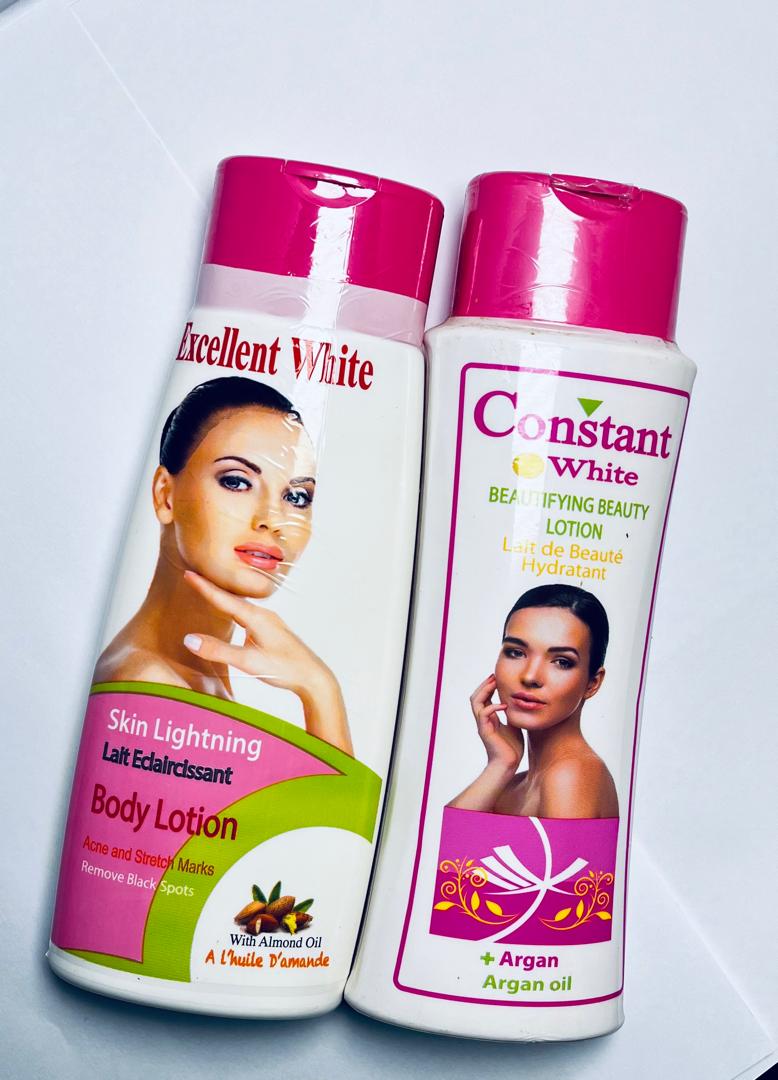 Excellent White
Skin Lightning
Lait Eclaircissant
Body Lotion
Acne and Stretch Marks
Remove Black Spots
With Almond Oil
A L'huile D'amande
Constant
White
BEAUTIFYING BEAUTY
LOTION
Lait de Beauté
Hydratant
+ Argan
Argan oil